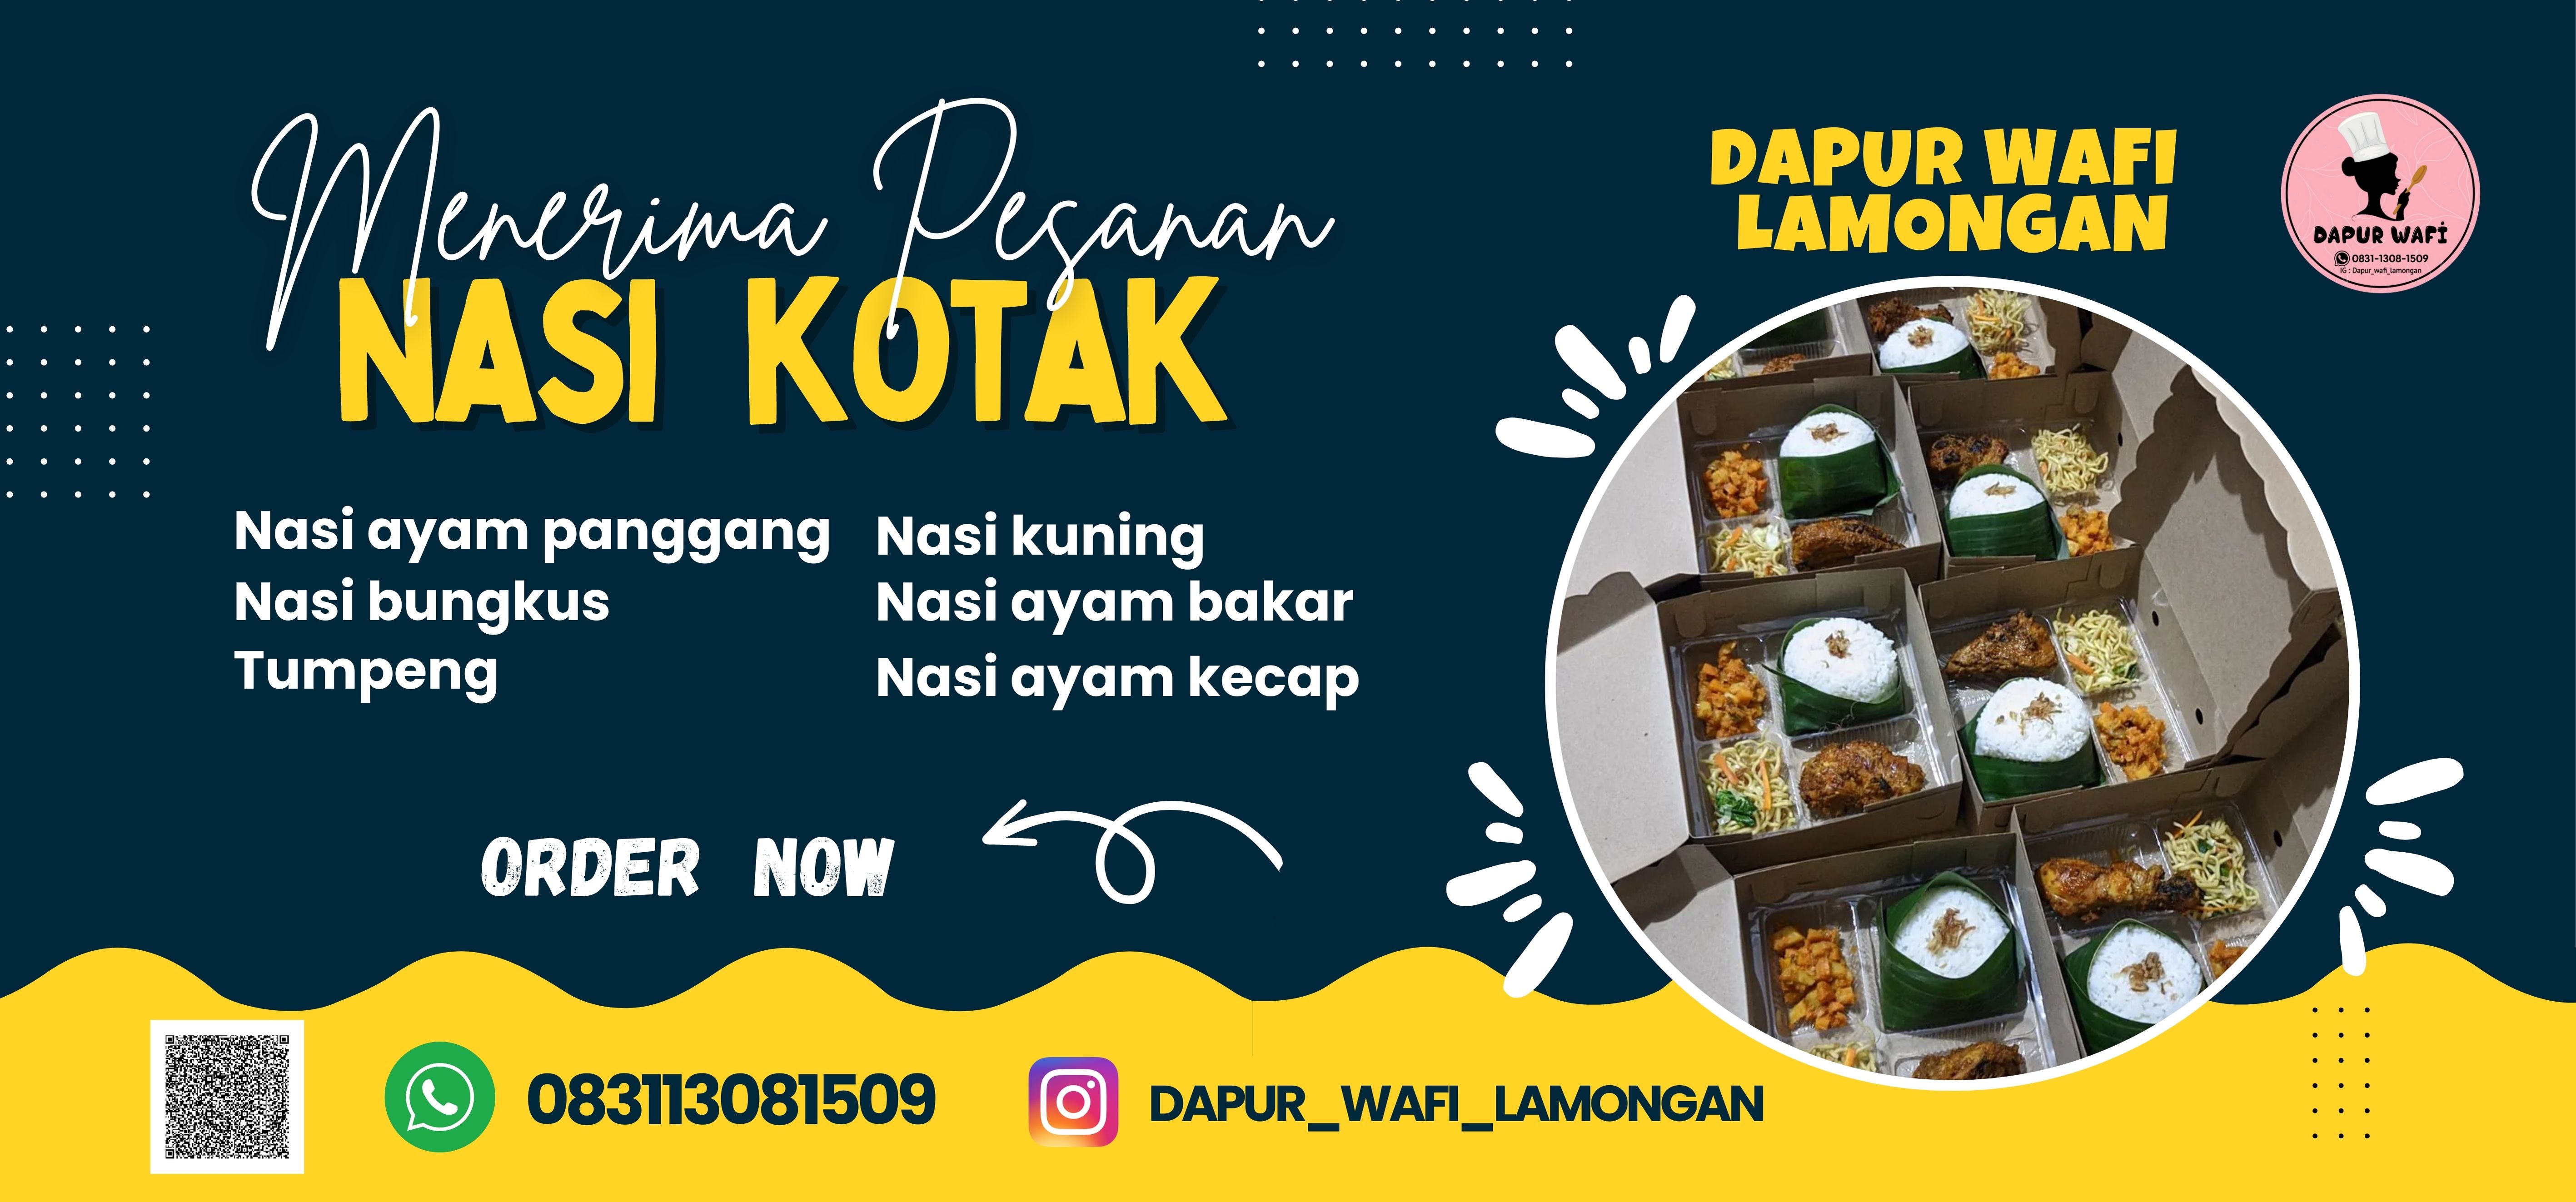 Menerima Pesanan
NASI KOTAK
Nasi ayam panggang
Nasi bungkus
Tumpeng
Nasi kuning
Nasi ayam bakar
Nasi ayam kecap
ORDER NOW
DAPUR WAFI
LAMONGAN
DAPUR WAFI
0831-1308-1509
IG : Dapur_wafi_lamongan
083113081509
DAPUR_WAFI_LAMONGAN